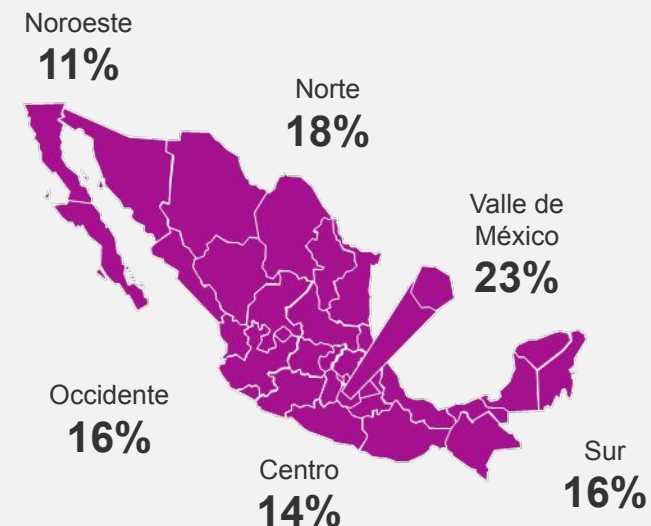 Noroeste
11%
Norte
18%
Valle de
México
23%
Occidente
16%
Centro
14%
Sur
16%